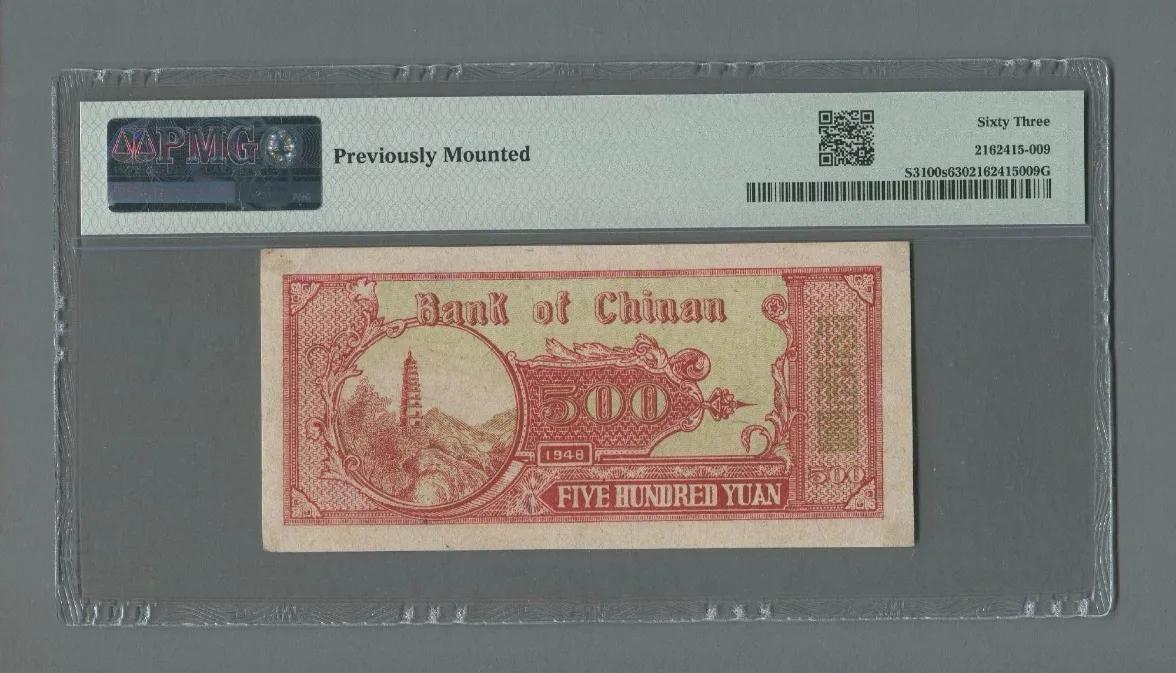 PMG
Previously Mounted
Sixty Three
2162415-009
S3100s6302162415009G
Bank of Chinan
500
1948
500
FIVE HUNDRED YUAN